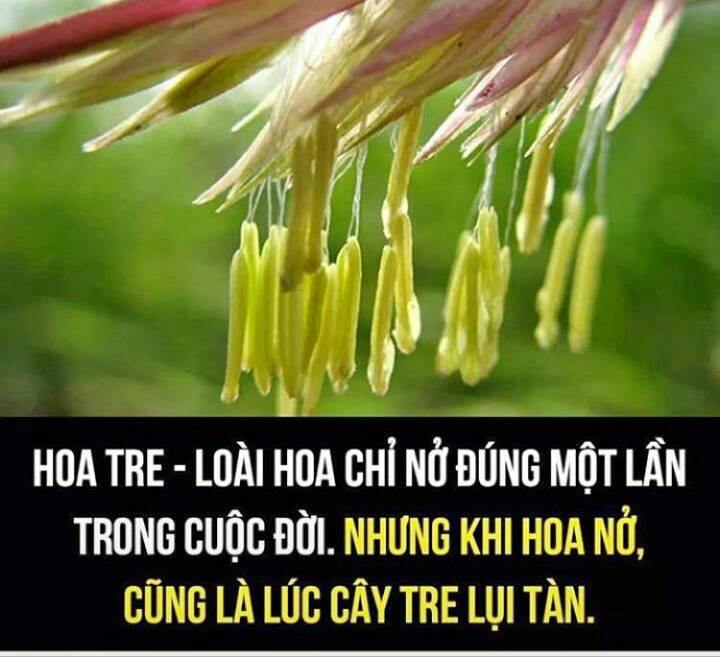 HOA TRE - LOÀI HOA CHỈ NỞ ĐÚNG MỘT LẦN
TRONG CUỘC ĐỜI. NHƯNG KHI HOA NỞ,
CŨNG LÀ LÚC CÂY TRE LỤI TÀN.